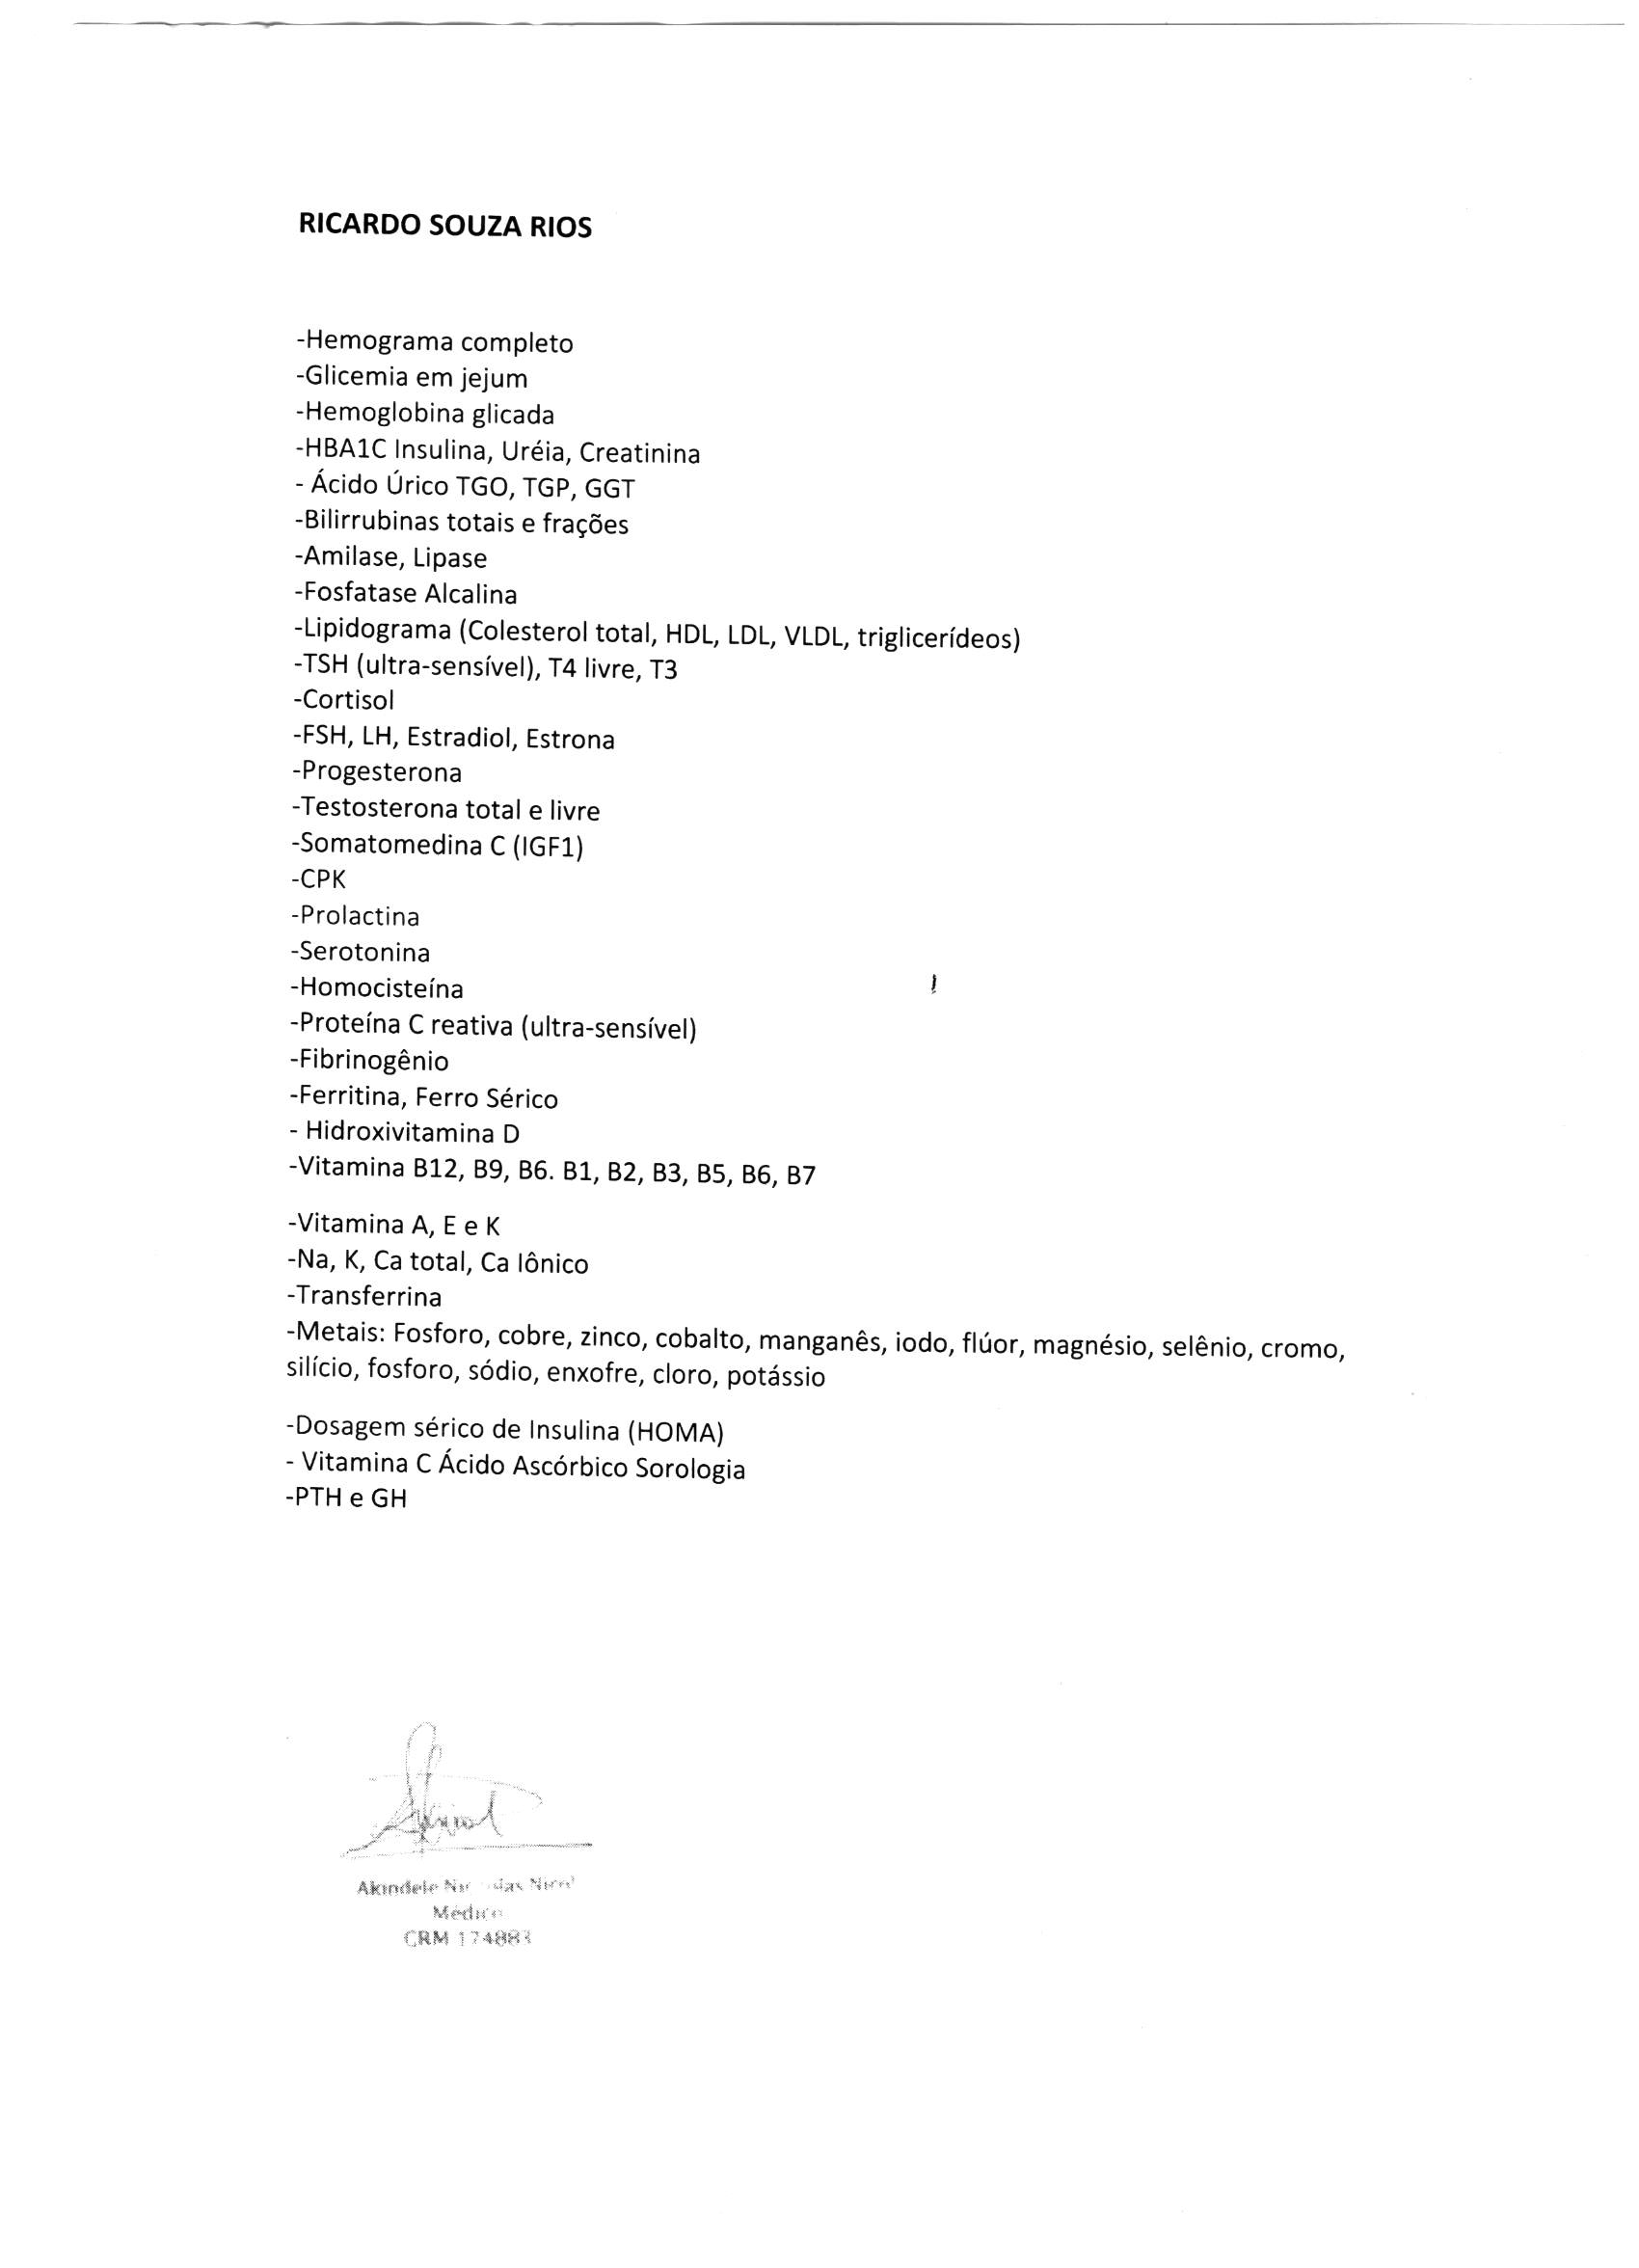 RICARDO SOUZA RIOS
-Hemograma completo
-Glicemia em jejum
-Hemoglobina glicada
-HBA1C Insulina, Uréia, Creatinina
- Ácido Úrico TGO, TGP, GGT
-Bilirrubinas totais e frações
-Amilase, Lipase
-Fosfatase Alcalina
-Lipidograma (Colesterol total, HDL, LDL, VLDL, triglicerídeos)
-TSH (ultra-sensível), T4 livre, T3
-Cortisol
-FSH, LH, Estradiol, Estrona
-Progesterona
-Testosterona total e livre
-Somatomedina C (IGF1)
-CPK
-Prolactina
-Serotonina
-Homocisteína
-Proteína C reativa (ultra-sensível)
-Fibrinogênio
-Ferritina, Ferro Sérico
- Hidroxivitamina D
-Vitamina B12, B9, B6. B1, B2, B3, B5, B6, B7
-Vitamina A, E e K
-Na, K, Ca total, Ca Iônico
-Transferrina
-Metais: Fosforo, cobre, zinco, cobalto, manganês, iodo, flúor, magnésio, selênio, cromo,
silício, fosforo, sódio, enxofre, cloro, potássio
-Dosagem sérico de Insulina (HOMA)
- Vitamina C Ácido Ascórbico Sorologia
-PTH e GH
Akindele
Médico
CRM 174883